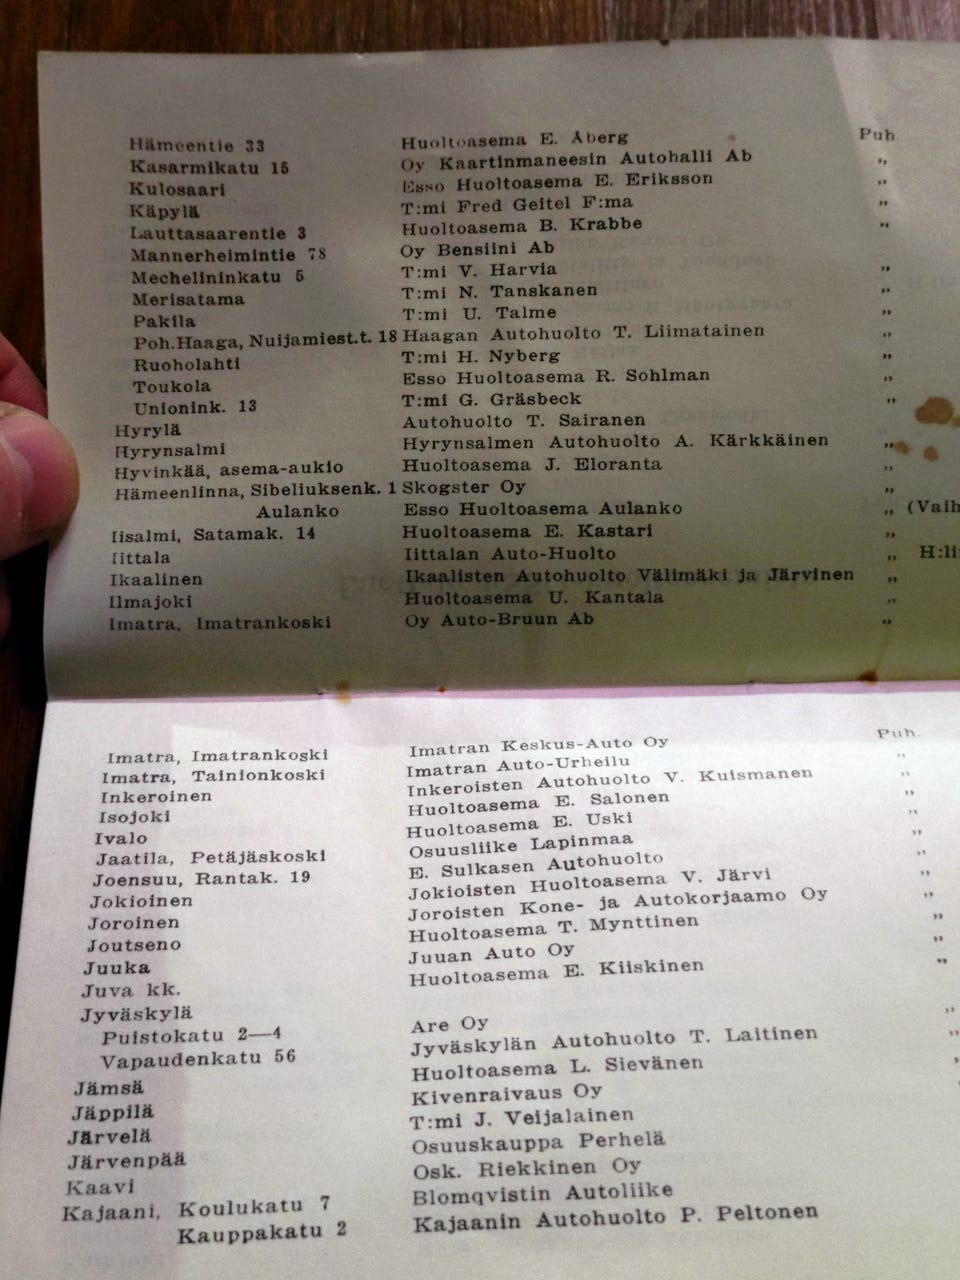 Hämeentie 33 Huoltoasema E. Åberg Puh
Kasarmikatu 15 Oy Kaartinmaneesin Autohalli Ab „
Kulosaari Esso Huoltoasema E. Eriksson „
Käpylä T:mi Fred Geitel F:ma „
Lauttasaarentie 3 Huoltoasema B. Krabbe „
Mannerheimintie 78 Oy Bensiini Ab
Mechelininkatu 5 T:mi V. Harvia „
Merisatama T:mi N. Tanskanen „
Pakila T:mi U. Talme „
Poh.Haaga, Nuijamiest.t. 18 Haagan Autohuolto T. Liimatainen „
Ruoholahti T:mi H. Nyberg „
Toukola Esso Huoltoasema R. Sohlman „
Unionink. 13 T:mi G. Gräsbeck „
Hyrylä Autohuolto T. Sairanen
Hyrynsalmi Hyrynsalmen Autohuolto A. Kärkkäinen „
Hyvinkää, asema-aukio Huoltoasema J. Eloranta „
Hämeenlinna, Sibeliuksenk. 1 Skogster Oy „
Aulanko Esso Huoltoasema Aulanko „ (Vaih
Iisalmi, Satamak. 14 Huoltoasema E. Kastari „
Iittala Iittalan Auto-Huolto „ H:li
Ikaalinen Ikaalisten Autohuolto Välimäki ja Järvinen „
Ilmajoki Huoltoasema U. Kantala „
Imatra, Imatrankoski Oy Auto-Bruun Ab „
Imatra, Imatrankoski Imatran Keskus-Auto Oy Puh.
Imatra, Tainionkoski Imatran Auto-Urheilu „
Inkeroinen Inkeroisten Autohuolto V. Kuismanen „
Isojoki Huoltoasema E. Salonen „
Ivalo Huoltoasema E. Uski „
Jaatila, Petäjäskoski Osuusliike Lapinmaa „
Joensuu, Rantak. 19 E. Sulkasen Autohuolto „
Jokioinen Jokioisten Huoltoasema V. Järvi „
Joroinen Joroisten Kone- ja Autokorjaamo Oy „
Joutseno Huoltoasema T. Mynttinen „
Juuka Juuan Auto Oy „
Juva kk. Huoltoasema E. Kiiskinen „
Jyväskylä
Puistokatu 2—4 Are Oy „
Vapaudenkatu 56 Jyväskylän Autohuolto T. Laitinen „
Jämsä Huoltoasema L. Sievänen
Jäppilä Kivenraivaus Oy
Järvelä T:mi J. Veijalainen
Järvenpää Osuuskauppa Perhelä
Kaavi Osk. Riekkinen Oy
Kajaani, Koulukatu 7 Blomqvistin Autoliike
Kauppakatu 2 Kajaanin Autohuolto P. Peltonen